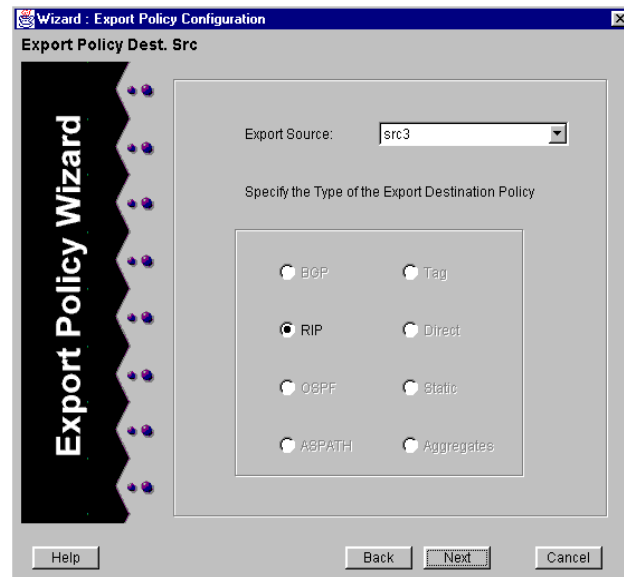 Wizard : Export Policy Configuration
Export Policy Dest. Src
Export Policy Wizard
Export Source: src3
Specify the Type of the Export Destination Policy
BGP Tag
RIP Direct
OSPF Static
ASPATH Aggregates
Help Back Next Cancel